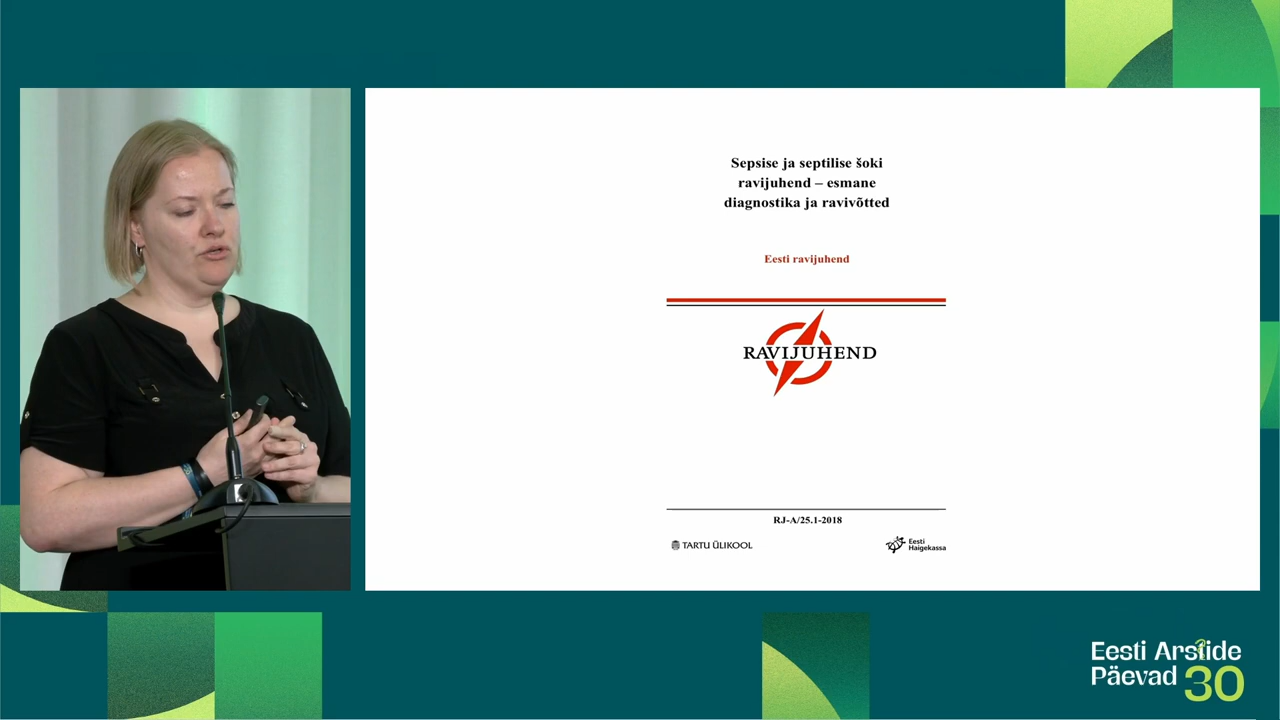 Sepsise ja septilise šoki
ravijuhend – esmane
diagnostika ja ravivõtted
Eesti ravijuhend
RAVIJUHEND
RJ-A/25.1-2018
TARTU ÜLIKOOL
Eesti
Haigekassa
Eesti Arstide
Päevad 30